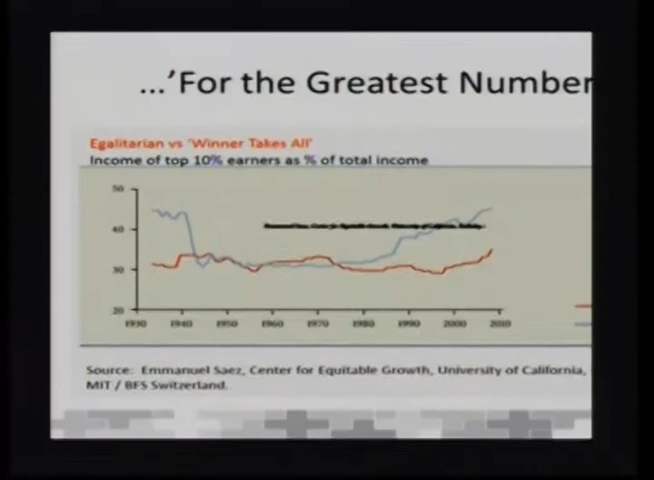 ...'For the Greatest Number
Egalitarian vs 'Winner Takes All'
Income of top 10% earners as % of total income
50
40
30
20
1930 1940 1950 1960 1970 1980 1990 2000 2010
Source: Emmanuel Saez, Center for Equitable Growth, University of California,
MIT / BFS Switzerland.